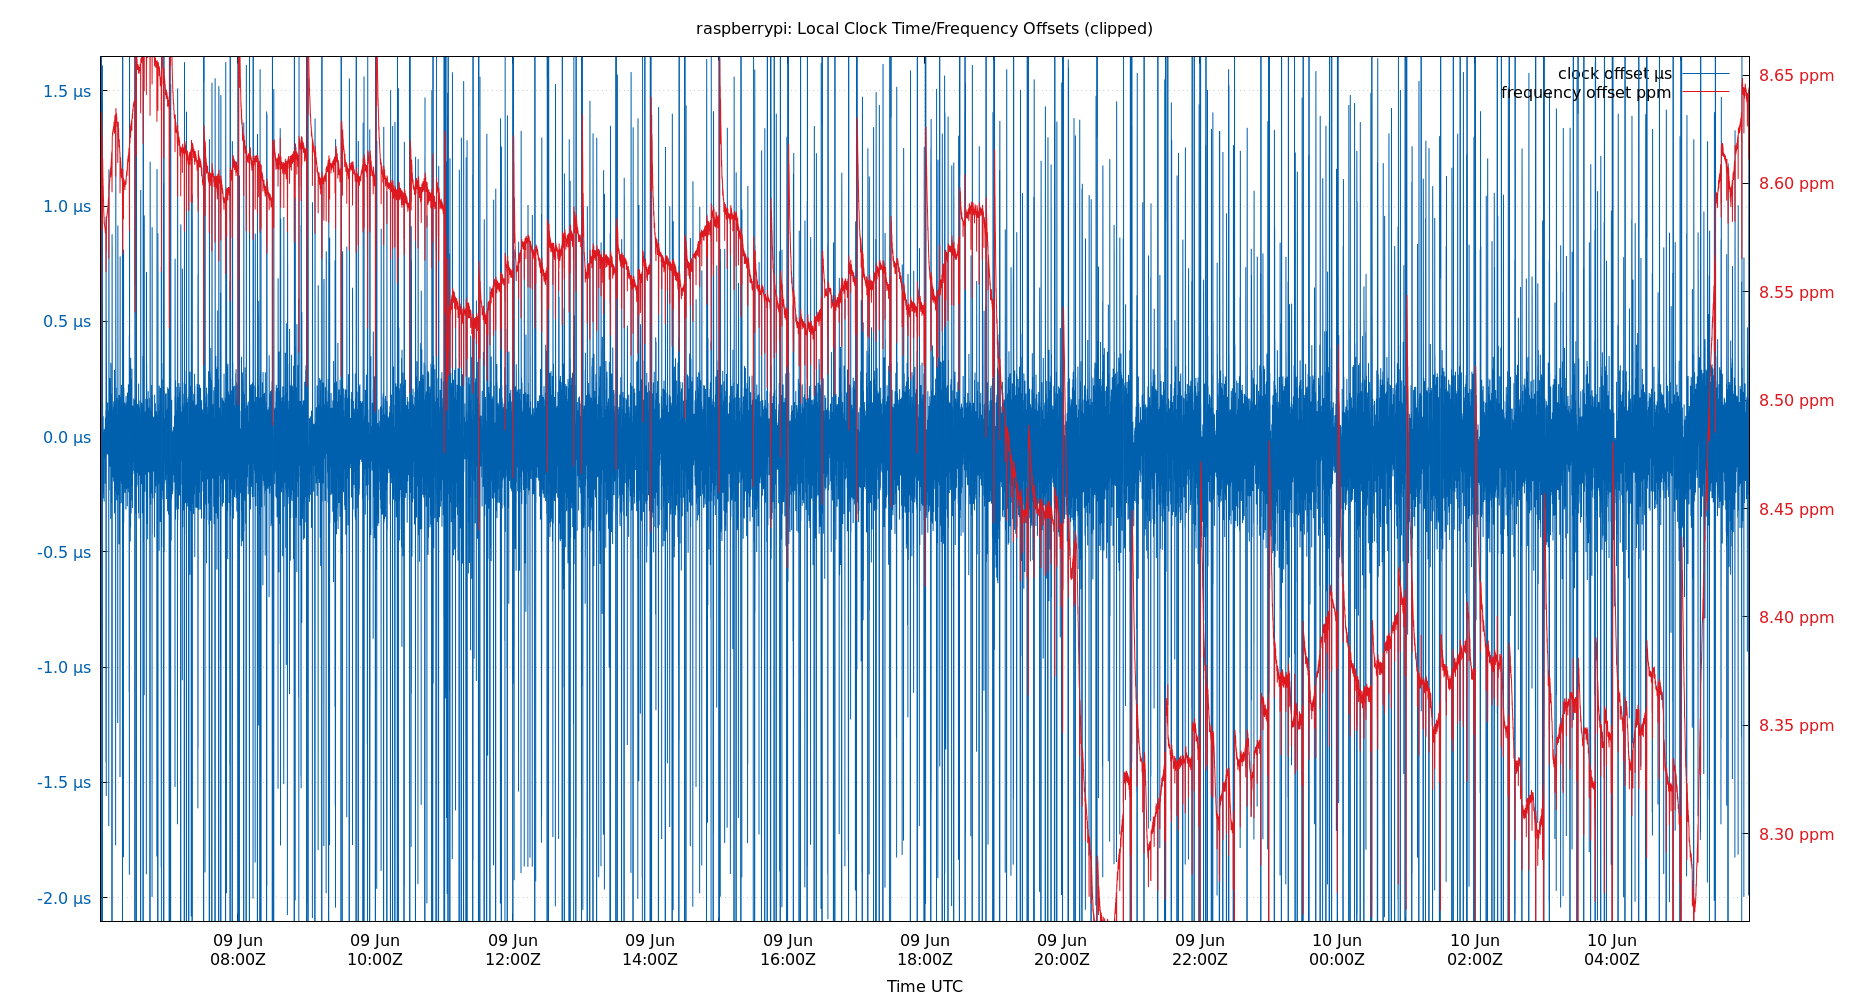 raspberrypi: Local Clock Time/Frequency Offsets (clipped)
clock offset µs
frequency offset ppm
1.5 µs
1.0 µs
0.5 µs
0.0 µs
-0.5 µs
-1.0 µs
-1.5 µs
-2.0 µs
8.65 ppm
8.60 ppm
8.55 ppm
8.50 ppm
8.45 ppm
8.40 ppm
8.35 ppm
8.30 ppm
09 Jun
08:00Z
09 Jun
10:00Z
09 Jun
12:00Z
09 Jun
14:00Z
09 Jun
16:00Z
09 Jun
18:00Z
09 Jun
20:00Z
09 Jun
22:00Z
10 Jun
00:00Z
10 Jun
02:00Z
10 Jun
04:00Z
Time UTC